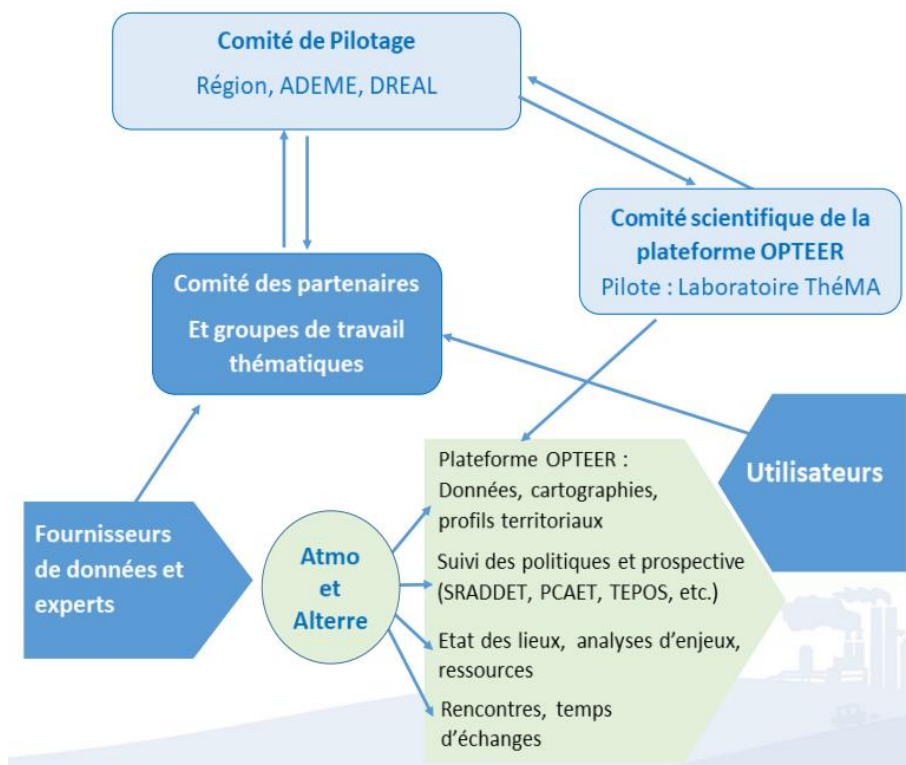 Comité de Pilotage
Région, ADEME, DREAL
Comité scientifique de la
plateforme OPTEER
Pilote : Laboratoire ThéMA
Comité des partenaires
Et groupes de travail
thématiques
Utilisateurs
Fournisseurs
de données et
experts
Atmo
et
Alterre
Plateforme OPTEER :
Données, cartographies,
profils territoriaux
Suivi des politiques et prospective
(SRADDET, PCAET, TEPOS, etc.)
Etat des lieux, analyses d’enjeux,
ressources
Rencontres, temps
d’échanges